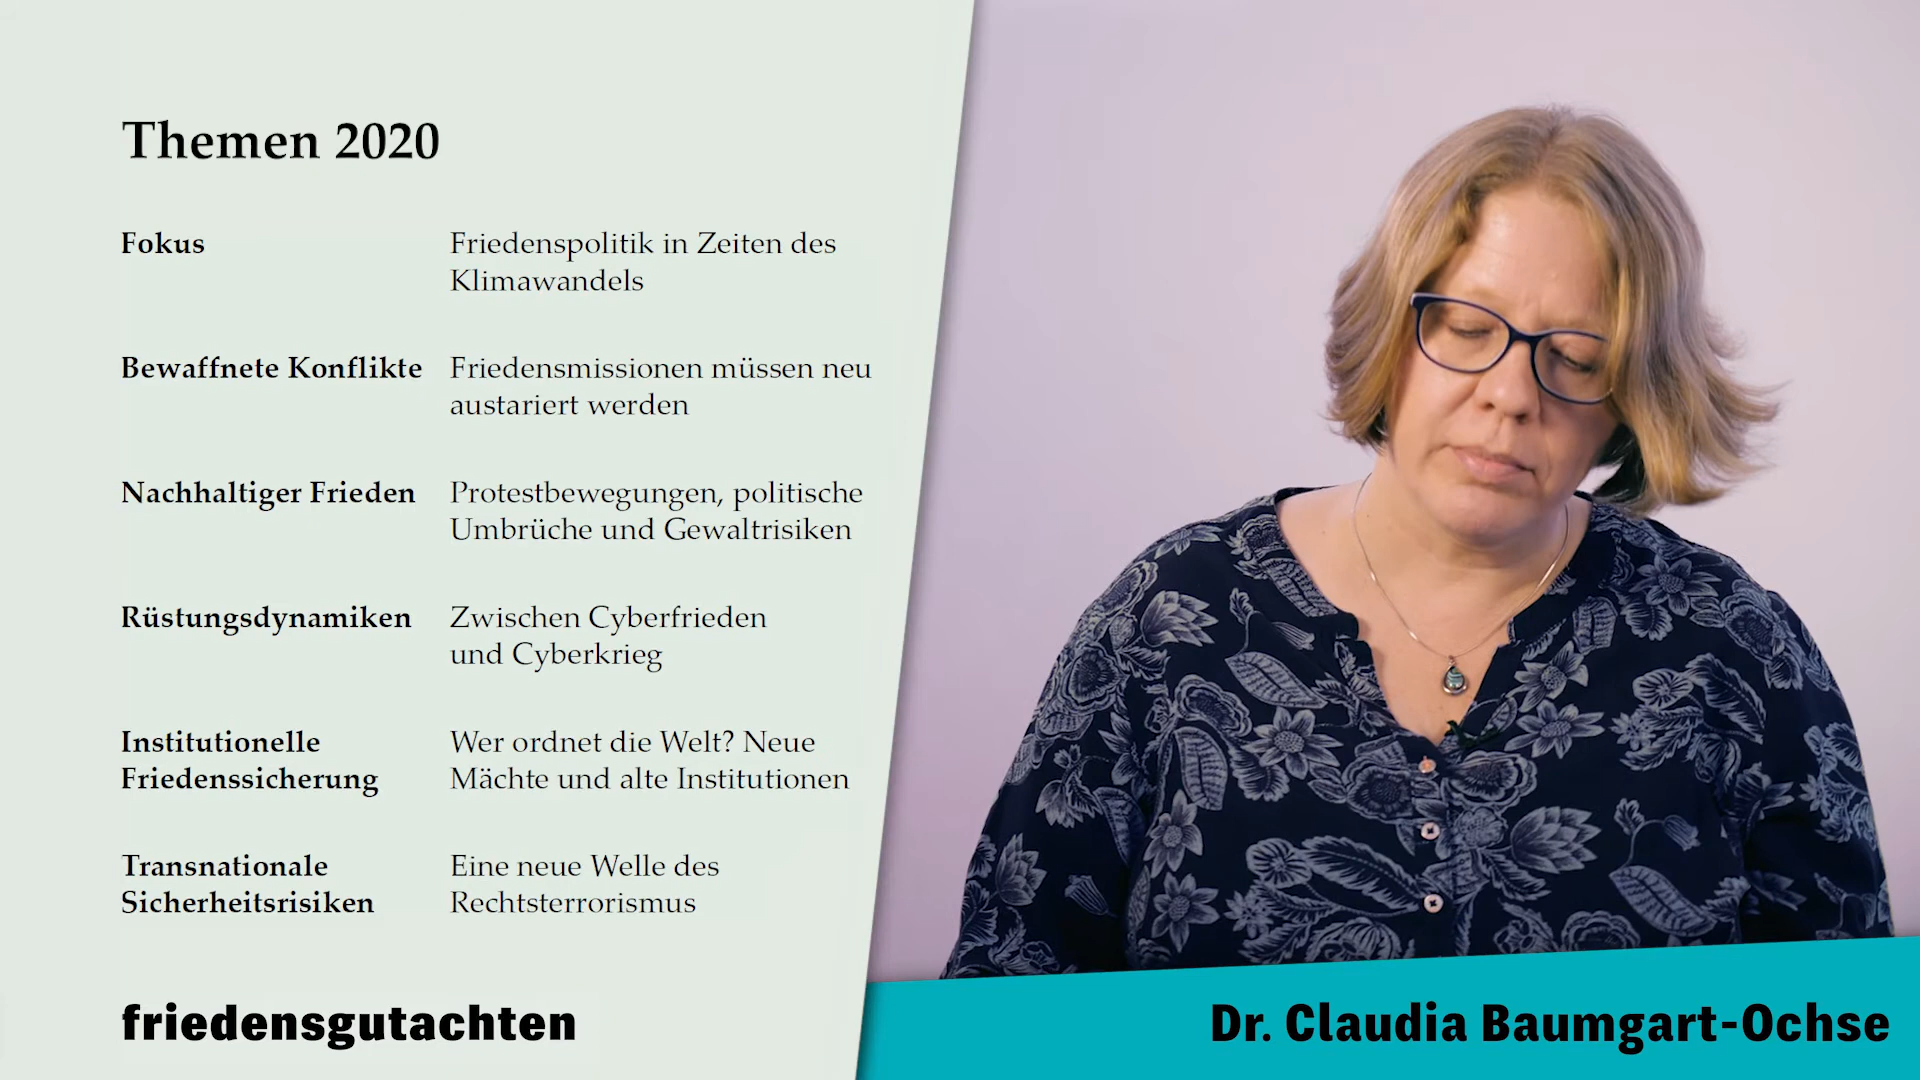 Themen 2020
Fokus
Friedenspolitik in Zeiten des
Klimawandels
Bewaffnete Konflikte
Friedensmissionen müssen neu
austariert werden
Nachhaltiger Frieden
Protestbewegungen, politische
Umbrüche und Gewaltrisiken
Rüstungsdynamiken
Zwischen Cyberfrieden
und Cyberkrieg
Institutionelle
Friedenssicherung
Wer ordnet die Welt? Neue
Mächte und alte Institutionen
Transnationale
Sicherheitsrisiken
Eine neue Welle des
Rechtsterrorismus
friedensgutachten
Dr. Claudia Baumgart-Ochse